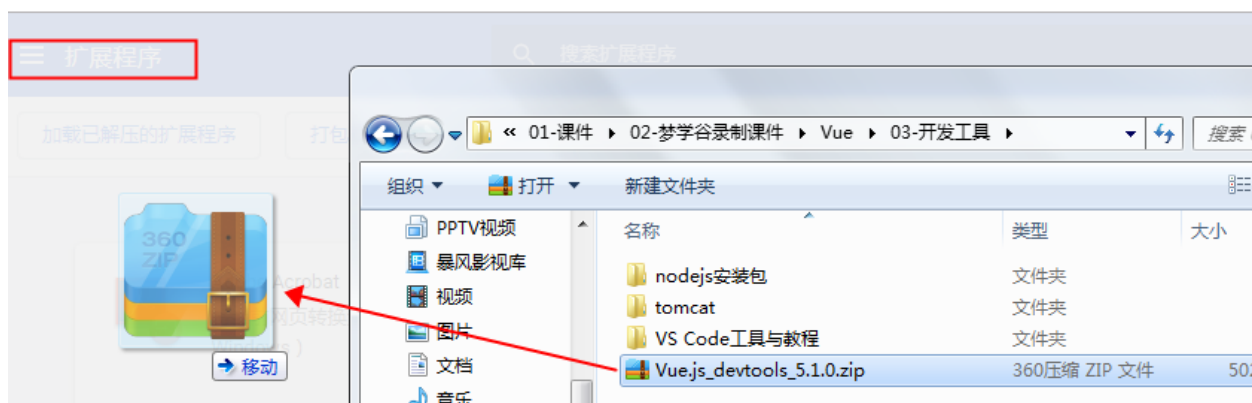 扩展程序
搜索扩展程序
加载已解压的扩展程序
打包
« 01-课件 ▸ 02-梦学谷录制课件 ▸ Vue ▸ 03-开发工具 ▸
搜索
组织 打开 新建文件夹
PPTV视频
暴风影视库
视频
图片
文档
音乐
名称 类型 大小
nodejs安装包 文件夹
tomcat 文件夹
VS Code工具与教程 文件夹
Vue.js_devtools_5.1.0.zip 360压缩 ZIP 文件 502
360
ZIP
Acrobat
网页转换
移动